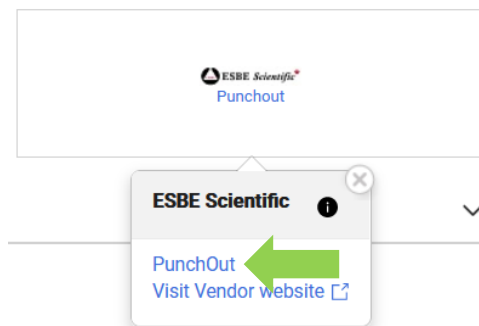 ESBE Scientific
Punchout
ESBE Scientific
PunchOut
Visit Vendor website